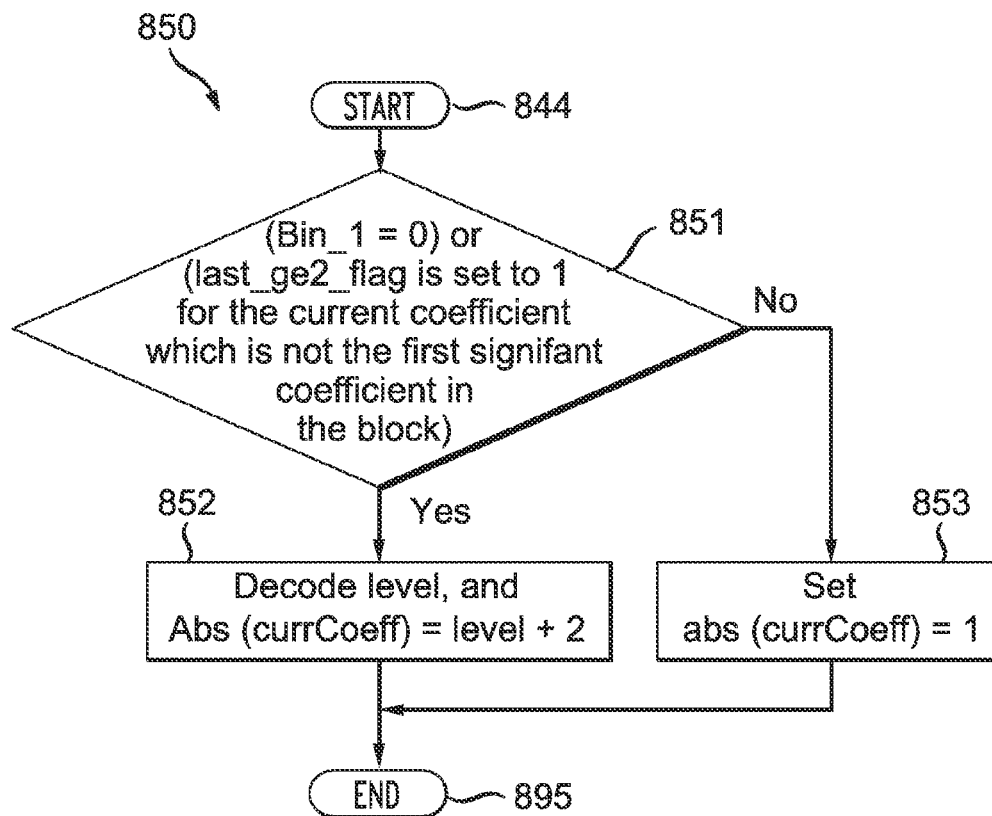 850
START
844
(Bin_1 = 0) or
(last_ge2_flag is set to 1
for the current coefficient
which is not the first signifant
coefficient in
the block)
851
No
Yes
852
853
Decode level, and
Abs (currCoeff) = level + 2
Set
abs (currCoeff) = 1
END
895